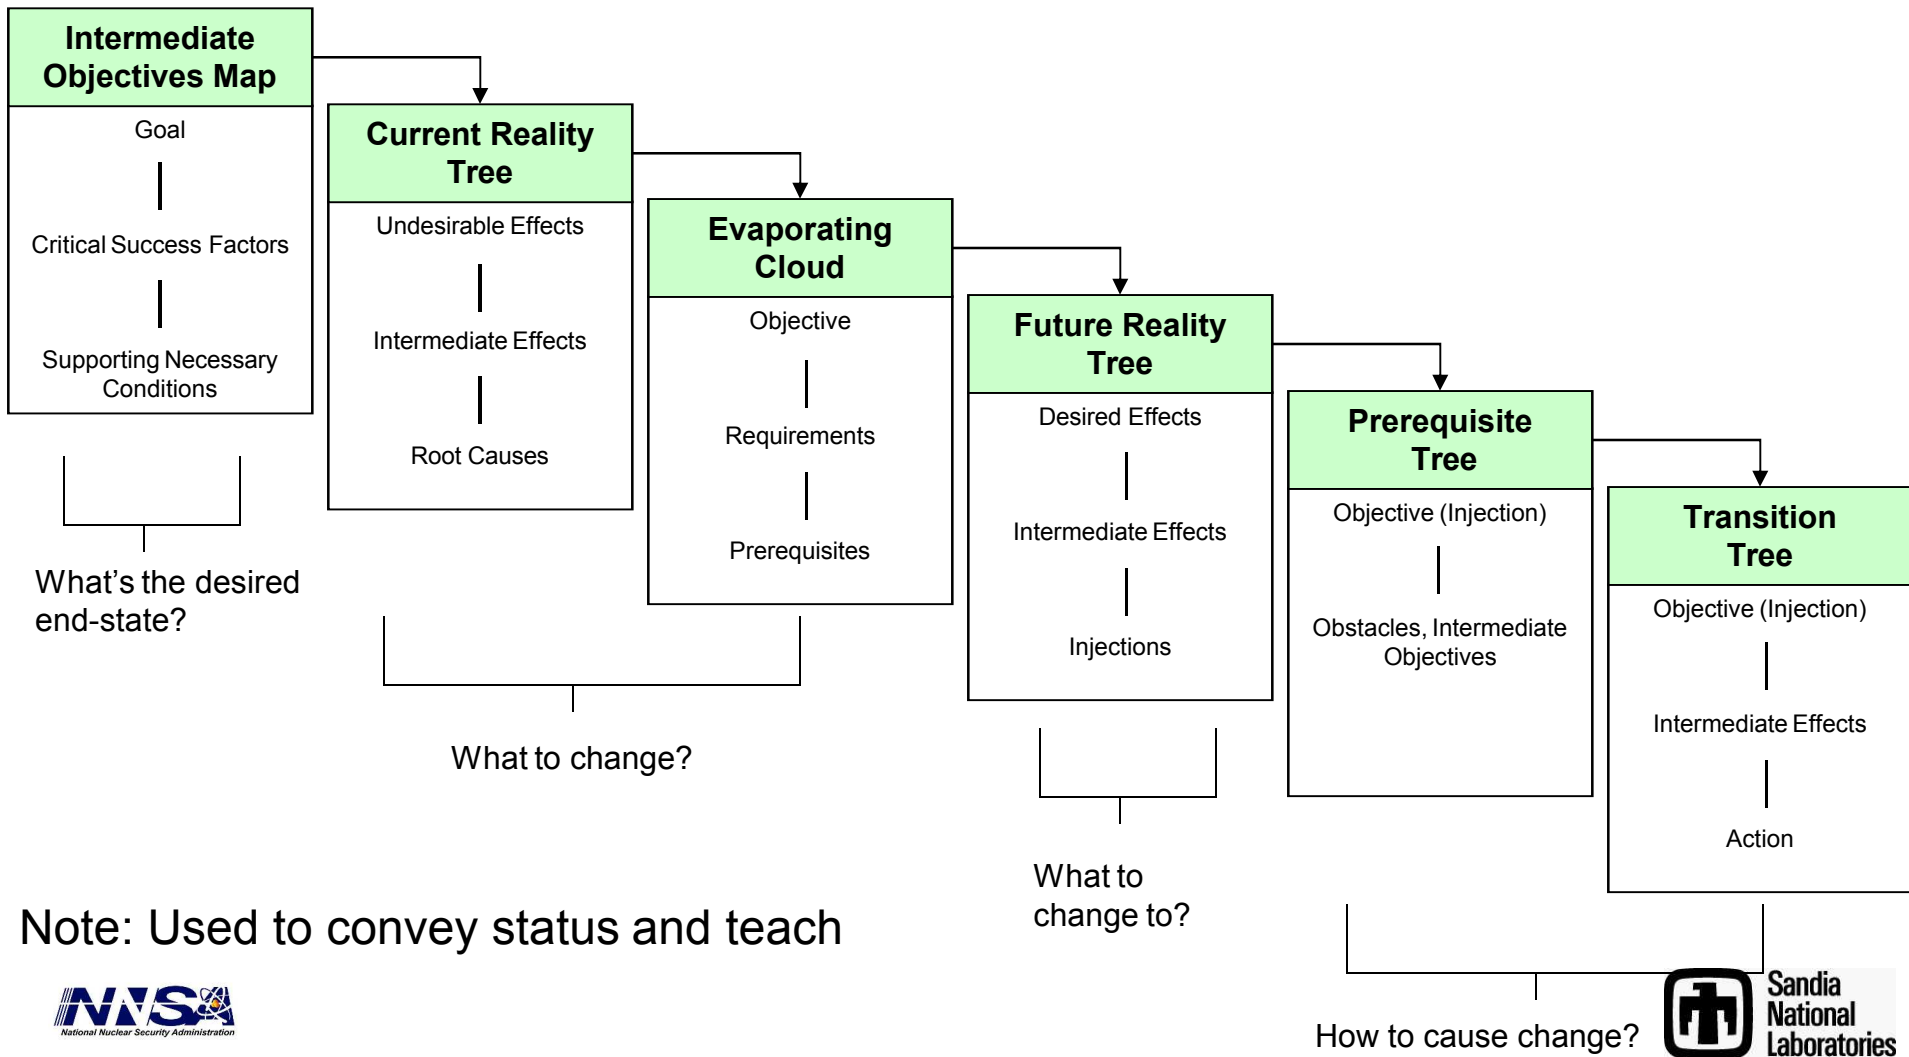 Intermediate
Objectives Map
Goal
Critical Success Factors
Supporting Necessary
Conditions
What's the desired
end-state?
Current Reality
Tree
Undesirable Effects
Intermediate Effects
Root Causes
Evaporating
Cloud
Objective
Requirements
Prerequisites
What to change?
Future Reality
Tree
Desired Effects
Intermediate Effects
Injections
What to
change to?
Prerequisite
Tree
Objective (Injection)
Obstacles, Intermediate
Objectives
Transition
Tree
Objective (Injection)
Intermediate Effects
Action
How to cause change?
Note: Used to convey status and teach
NNSA
National Nuclear Security Administration
Sandia
National
Laboratories